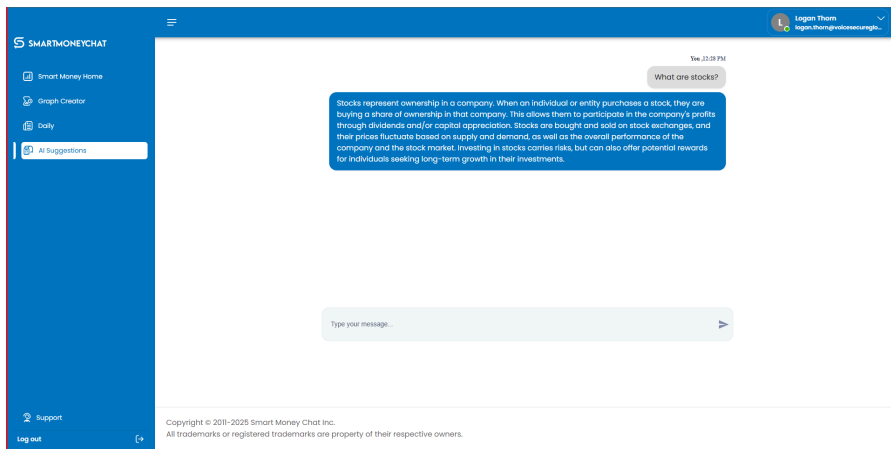 Logan Thom
logan.thom@voicesecureglo...
SMARTMONEYCHAT
Smart Money Home
Graph Creator
Daily
AI Suggestions
You ,12:28 PM
What are stocks?
Stocks represent ownership in a company. When an individual or entity purchases a stock, they are
buying a share of ownership in that company. This allows them to participate in the company's profits
through dividends and/or capital appreciation. Stocks are bought and sold on stock exchanges, and
their prices fluctuate based on supply and demand, as well as the overall performance of the
company and the stock market. Investing in stocks carries risks, but can also offer potential rewards
for individuals seeking long-term growth in their investments.
Type your message...
Support
Log out
Copyright © 2011-2025 Smart Money Chat Inc.
All trademarks or registered trademarks are property of their respective owners.
L